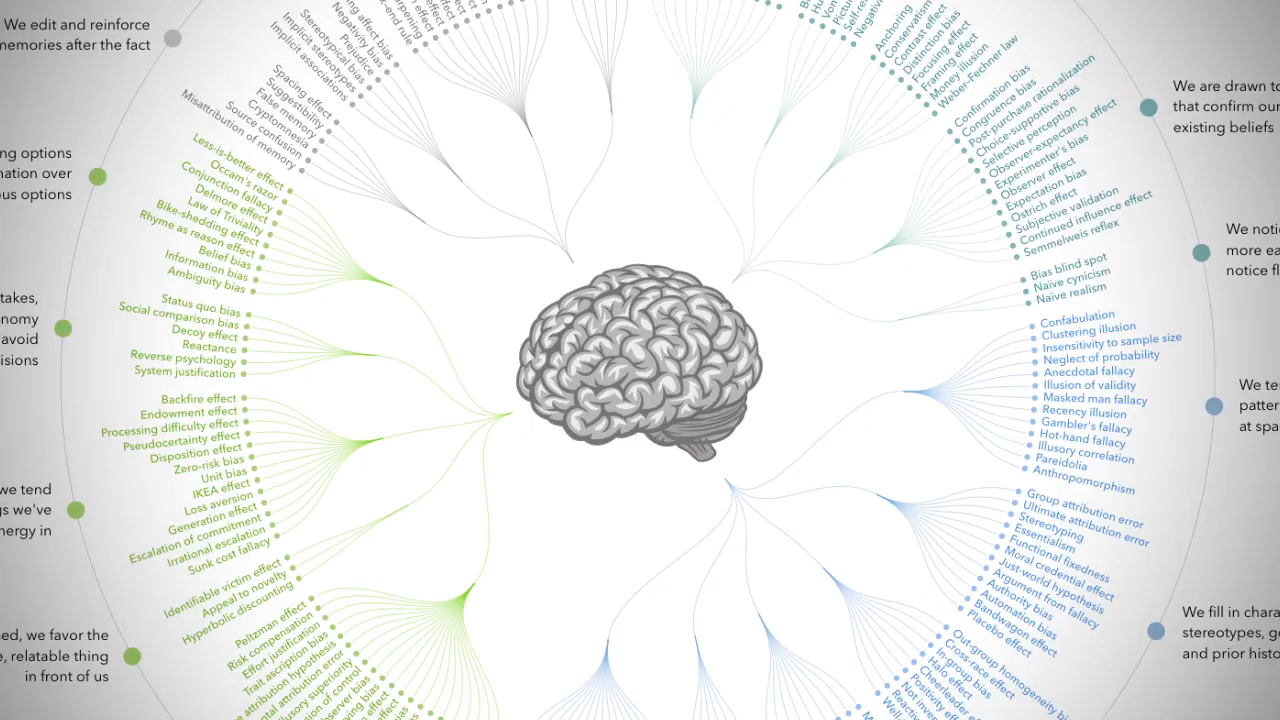 We edit and reinforce
memories after the fact
ng options
mation over
ous options
takes,
nomy
avoid
isions
we tend
gs we've
nergy in
sed, we favor the
e, relatable thing
in front of us
end rule
Negativity bias
Prejudice
Stereotypical bias
Implicit stereotypes
Implicit associations
Spacing effect
Suggestibility
False memory
Cryptomnesia
Source confusion
Misattribution of memory
Less-is-better effect
Occam's razor
Conjunction fallacy
Delmore effect
Law of Triviality
Bike-shedding effect
Rhyme as reason effect
Belief bias
Information bias
Ambiguity bias
Status quo bias
Social comparison bias
Decoy effect
Reactance
Reverse psychology
System justification
Backfire effect
Endowment effect
Processing difficulty effect
Pseudocertainty effect
Disposition effect
Zero-risk bias
Unit bias
IKEA effect
Loss aversion
Generation effect
Escalation of commitment
Irrational escalation
Sunk cost fallacy
Identifiable victim effect
Appeal to novelty
Hyperbolic discounting
Peltzman effect
Risk compensation
Effort justification
Trait ascription bias
attribution hypothesis
ntal attribution error
lusory superiority
on of control
Anchoring
Conservatism
Contrast effect
Distinction bias
Focusing effect
Framing effect
Money illusion
Weber-Fechner law
Confirmation bias
Congruence bias
Post-purchase rationalization
Choice-supportive bias
Selective perception
Observer-expectancy effect
Experimenter's bias
Observer effect
Expectation bias
Ostrich effect
Subjective validation
Continued influence effect
Semmelweis reflex
Bias blind spot
Naïve cynicism
Naïve realism
Confabulation
Clustering illusion
Insensitivity to sample size
Neglect of probability
Anecdotal fallacy
Illusion of validity
Masked man fallacy
Recency illusion
Gambler's fallacy
Hot-hand fallacy
Illusory correlation
Pareidolia
Anthropomorphism
Group attribution error
Ultimate attribution error
Stereotyping
Essentialism
Functional fixedness
Moral credential effect
Just-world hypothesis
Argument from fallacy
Authority bias
Automation bias
Bandwagon effect
Placebo effect
Out-group homogeneity bi
Cross-race effect
In-group bias
Halo effect
Cheerleader e
Positivity eff
Not inven
Reactiv
Well-
We are drawn to
that confirm our
existing beliefs
We notic
more ea
notice fl
We te
patter
at spa
We fill in chara
stereotypes, ge
and prior histo